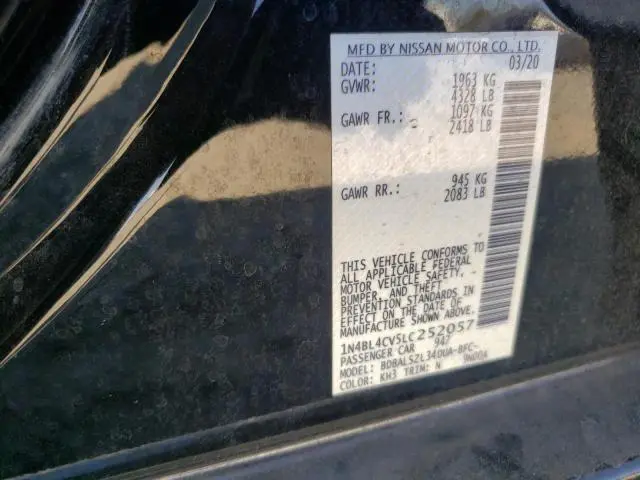 MFD BY NISSAN MOTOR CO., LTD.
DATE: 03/20
GVWR: 1963 KG
4328 LB
GAWR FR.: 1097 KG
2418 LB
GAWR RR.: 945 KG
2083 LB
THIS VEHICLE CONFORMS TO
ALL APPLICABLE FEDERAL
MOTOR VEHICLE SAFETY,
BUMPER, AND THEFT
PREVENTION STANDARDS IN
EFFECT ON THE DATE OF
MANUFACTURE SHOWN ABOVE.
1N4BL4CV5LC252057
PASSENGER CAR 947
MODEL: BDBALS2L34DUA-BFC-
COLOR: KH3 TRIM: N 9N00A